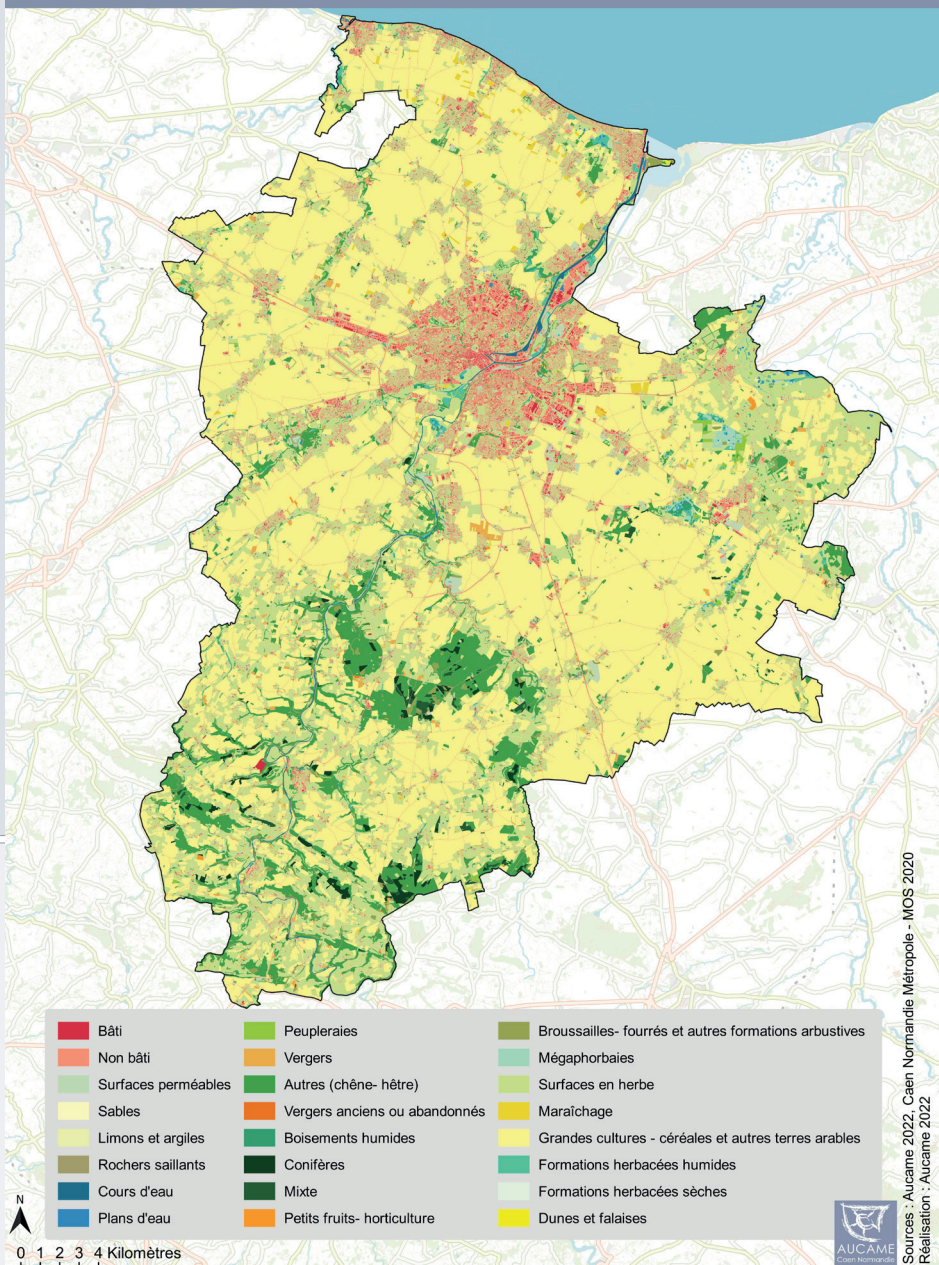 Bâti
Non bâti
Surfaces perméables
Sables
Limons et argiles
Rochers saillants
Cours d'eau
Plans d'eau
Peupleraies
Vergers
Autres (chêne- hêtre)
Vergers anciens ou abandonnés
Boisements humides
Conifères
Mixte
Petits fruits- horticulture
Broussailles- fourrés et autres formations arbustives
Mégaphorbaies
Surfaces en herbe
Maraîchage
Grandes cultures - céréales et autres terres arables
Formations herbacées humides
Formations herbacées sèches
Dunes et falaises
N
0 1 2 3 4 Kilomètres
AUCAME
Caen Normandie
Sources : Aucame 2022, Caen Normandie Métropole - MOS 2020
Réalisation : Aucame 2022